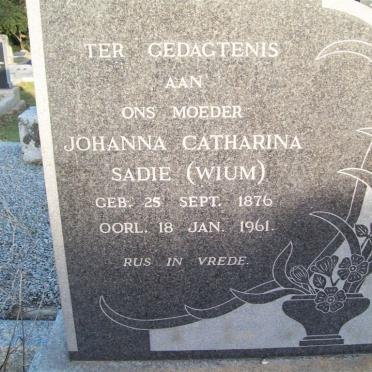 TER GEDAGTENIS
AAN
ONS MOEDER
JOHANNA CATHARINA
SADIE (WIUM)
GEB. 25 SEPT. 1876
OORL. 18 JAN. 1961.
RUS IN VREDE.